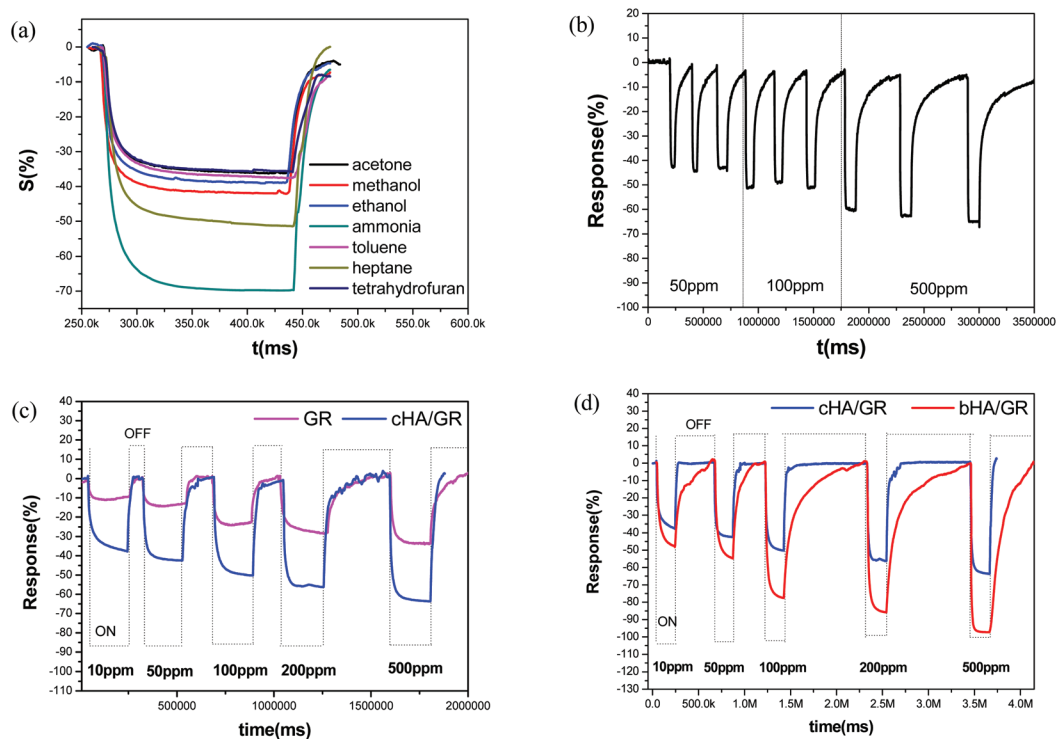 (a)
0
-10
-20
-30
-40
-50
-60
-70
S(%)
acetone
methanol
ethanol
ammonia
toluene
heptane
tetrahydrofuran
250.0k 300.0k 350.0k 400.0k 450.0k 500.0k 550.0k 600.0k
t(ms)
(b)
20
10
0
-10
-20
-30
-40
-50
-60
-70
-80
-90
-100
Response(%)
50ppm 100ppm 500ppm
0 500000 1000000 1500000 2000000 2500000 3000000 3500000
t(ms)
(c)
40
30
20
10
0
-10
-20
-30
-40
-50
-60
-70
-80
-90
-100
-110
Response(%)
GR cHA/GR
OFF
ON
10ppm 50ppm 100ppm 200ppm 500ppm
500000 1000000 1500000 2000000
time(ms)
(d)
40
30
20
10
0
-10
-20
-30
-40
-50
-60
-70
-80
-90
-100
-110
-120
-130
Response(%)
cHA/GR bHA/GR
OFF
ON
10ppm 50ppm 100ppm 200ppm 500ppm
0.0 500.0k 1.0M 1.5M 2.0M 2.5M 3.0M 3.5M 4.0M
time(ms)